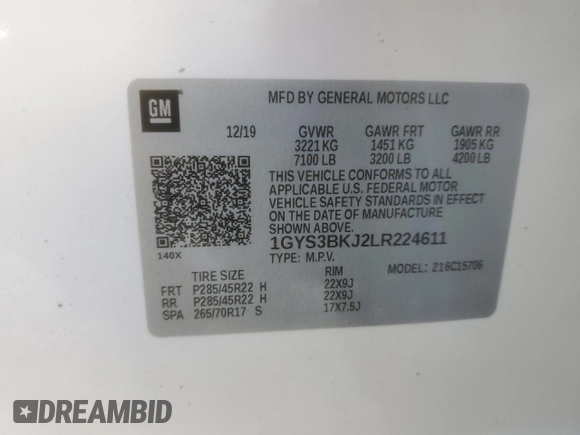 GM
MFD BY GENERAL MOTORS LLC
12/19 GVWR GAWR FRT GAWR RR
3221 KG 1451 KG 1905 KG
7100 LB 3200 LB 4200 LB
THIS VEHICLE CONFORMS TO ALL
APPLICABLE U.S. FEDERAL MOTOR
VEHICLE SAFETY STANDARDS IN EFFECT
ON THE DATE OF MANUFACTURE
SHOWN ABOVE.
1GYS3BKJ2LR224611
140X
TYPE: M.P.V. MODEL: 216C15706
TIRE SIZE RIM
FRT P285/45R22 H 22X9J
RR P285/45R22 H 22X9J
SPA 265/70R17 S 17X7.5J
DREAMBID